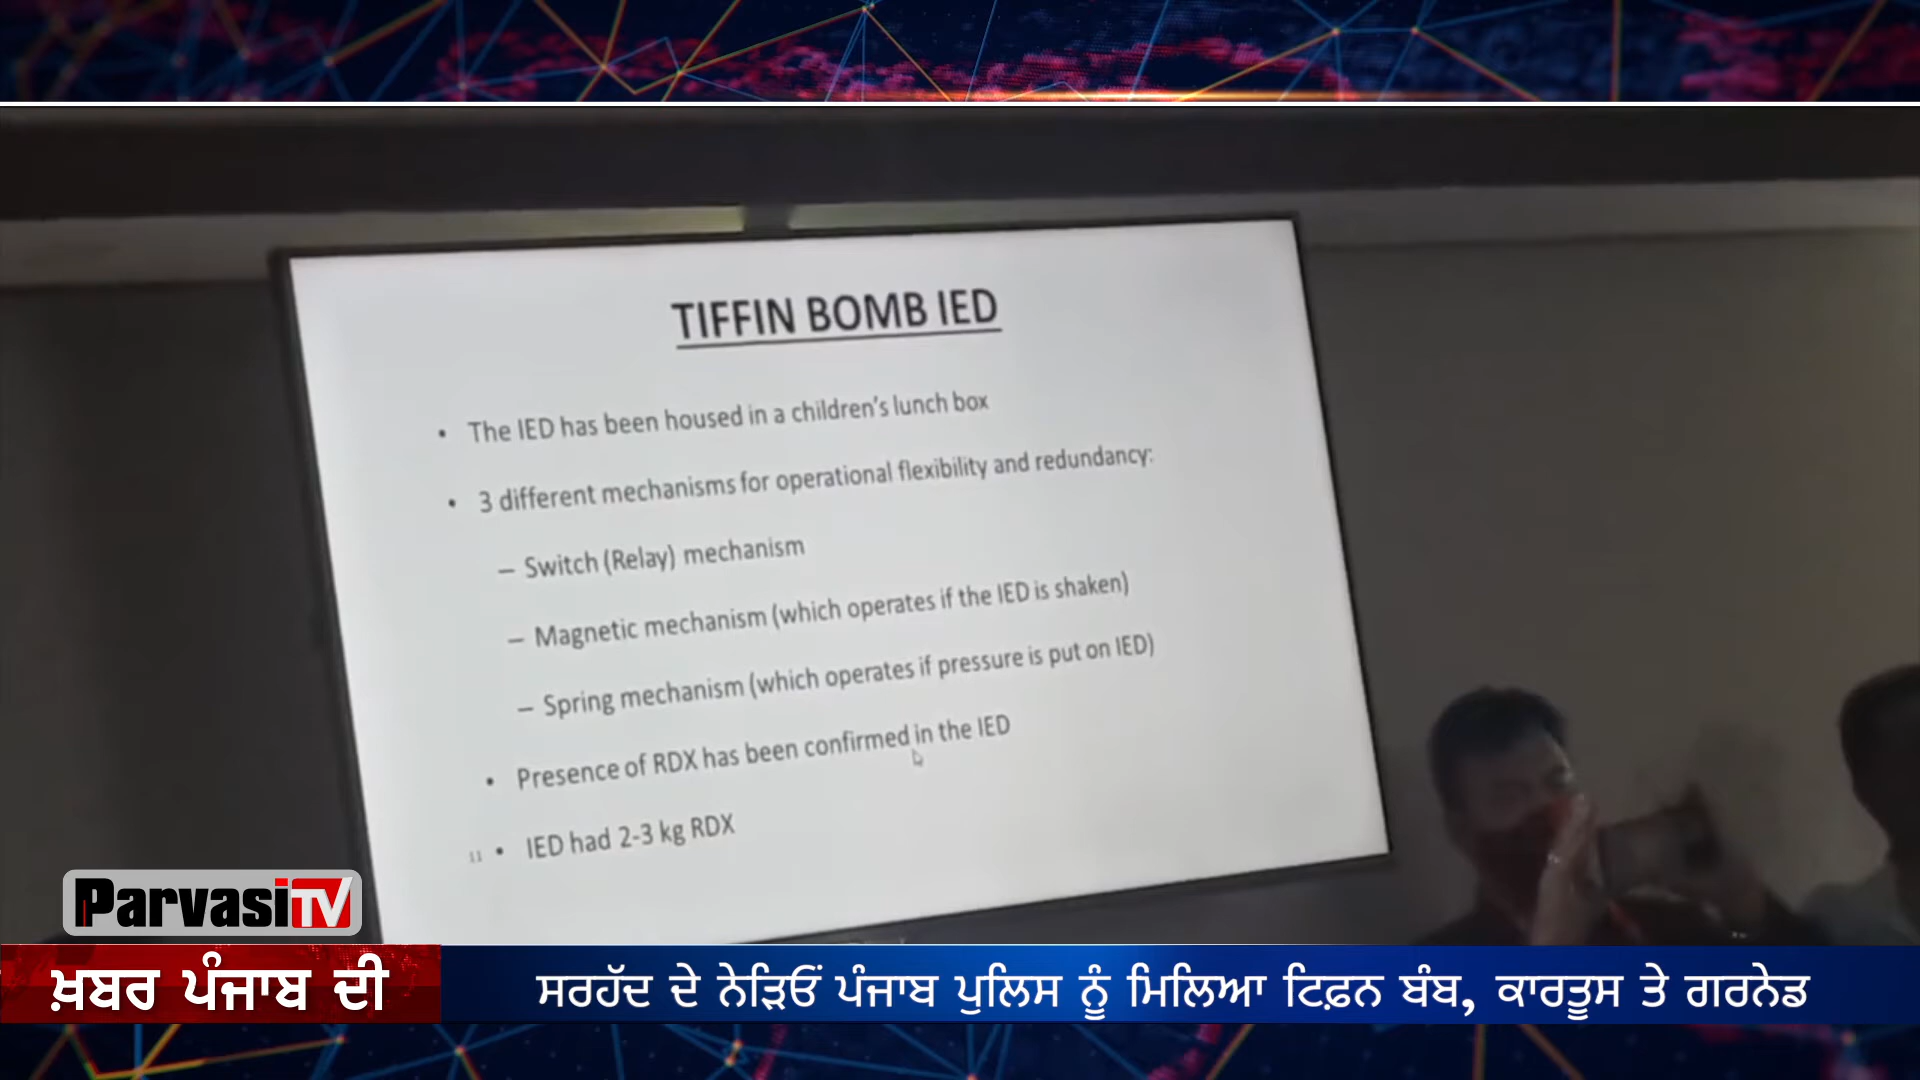 TIFFIN BOMB IED
• The IED has been housed in a children's lunch box
• 3 different mechanisms for operational flexibility and redundancy:
– Switch (Relay) mechanism
– Magnetic mechanism (which operates if the IED is shaken)
– Spring mechanism (which operates if pressure is put on IED)
• Presence of RDX has been confirmed in the IED
11 • IED had 2-3 kg RDX
Parvasi TV
ਖ਼ਬਰ ਪੰਜਾਬ ਦੀ
ਸਰਹੱਦ ਦੇ ਨੇੜਿਓਂ ਪੰਜਾਬ ਪੁਲਿਸ ਨੂੰ ਮਿਲਿਆ ਟਿਫ਼ਨ ਬੰਬ, ਕਾਰਤੂਸ ਤੇ ਗਰਨੇਡ